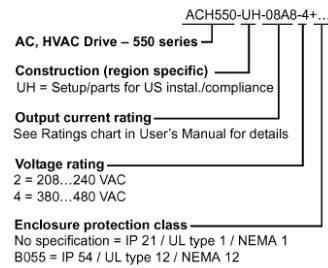 ACH550-UH-08A8-4+...
AC, HVAC Drive – 550 series
Construction (region specific)
UH = Setup/parts for US instal./compliance
Output current rating
See Ratings chart in User's Manual for details
Voltage rating
2 = 208…240 VAC
4 = 380…480 VAC
Enclosure protection class
No specification = IP 21 / UL type 1 / NEMA 1
B055 = IP 54 / UL type 12 / NEMA 12